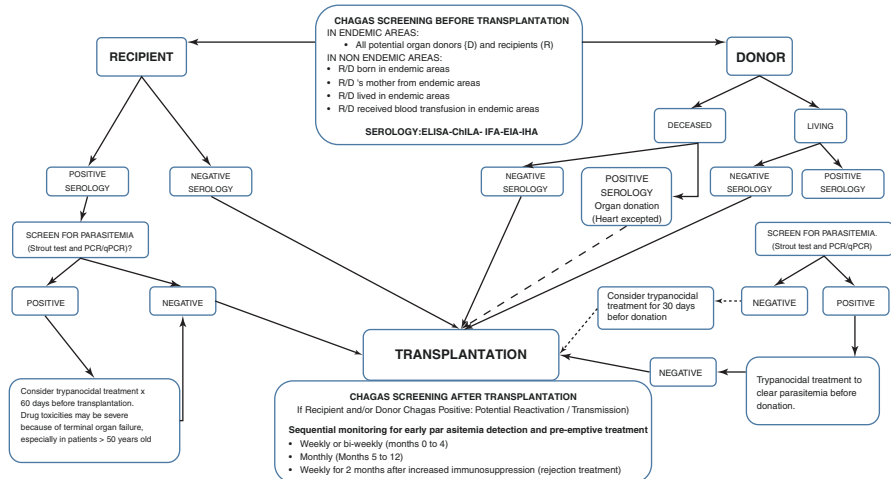 CHAGAS SCREENING BEFORE TRANSPLANTATION
IN ENDEMIC AREAS:
• All potential organ donors {D) and recipients (R)
IN NON ENDEMIC AREAS:
• R/D born in endemic areas
• R/D 's mother from endemic areas
• R/D lived in endemic areas
• R/D received blood transfusion in endemic areas
SEROLOGY:ELISA-ChiLA- IFA-EIA-IHA
RECIPIENT
DONOR
DECEASED
LIVING
POSITIVE
SEROLOGY
NEGATIVE
SEROLOGY
NEGATIVE
SEROLOGY
POSITIVE
SEROLOGY
Organ donation
(Heart excepted)
NEGATIVE
SEROLOGY
POSITIVE
SEROLOGY
SCREEN FOR PARASITEMIA
(Strout test and PCR/qPCR)?
SCREEN FOR PARASITEMIA.
(Strout test and PCR/qPCR)
POSITIVE
NEGATIVE
Consider trypanocidal
treatment for 30 days
befor donation
NEGATIVE
POSITIVE
TRANSPLANTATION
NEGATIVE
Trypanocidal treatment to
clear parasitemia before
donation.
Consider trypanocidal treatment x
60 days before transplantation.
Drug toxicities may be severe
because of terminal organ failure,
especially in patients > 50 years old
CHAGAS SCREENING AFTER TRANSPLANTATION
If Recipient and/or Donor Chagas Positive: Potential Reactivation / Transmission)
Sequential monitoring for early par asitemia detection and pre-emptive treatment
• Weekly or bi-weekly (months 0 to 4)
• Monthly (Months 5 to 12)
• Weekly for 2 months after increased immunosuppression (rejection treatment)